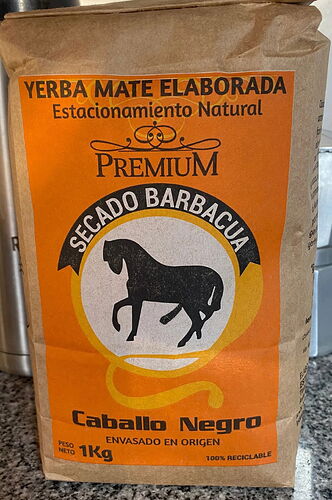 YERBA MATE ELABORADA
Estacionamiento Natural
PREMIUM
SECADO BARBACUA
Caballo Negro
ENVASADO EN ORIGEN
PESO NETO 1Kg
100% RECICLABLE